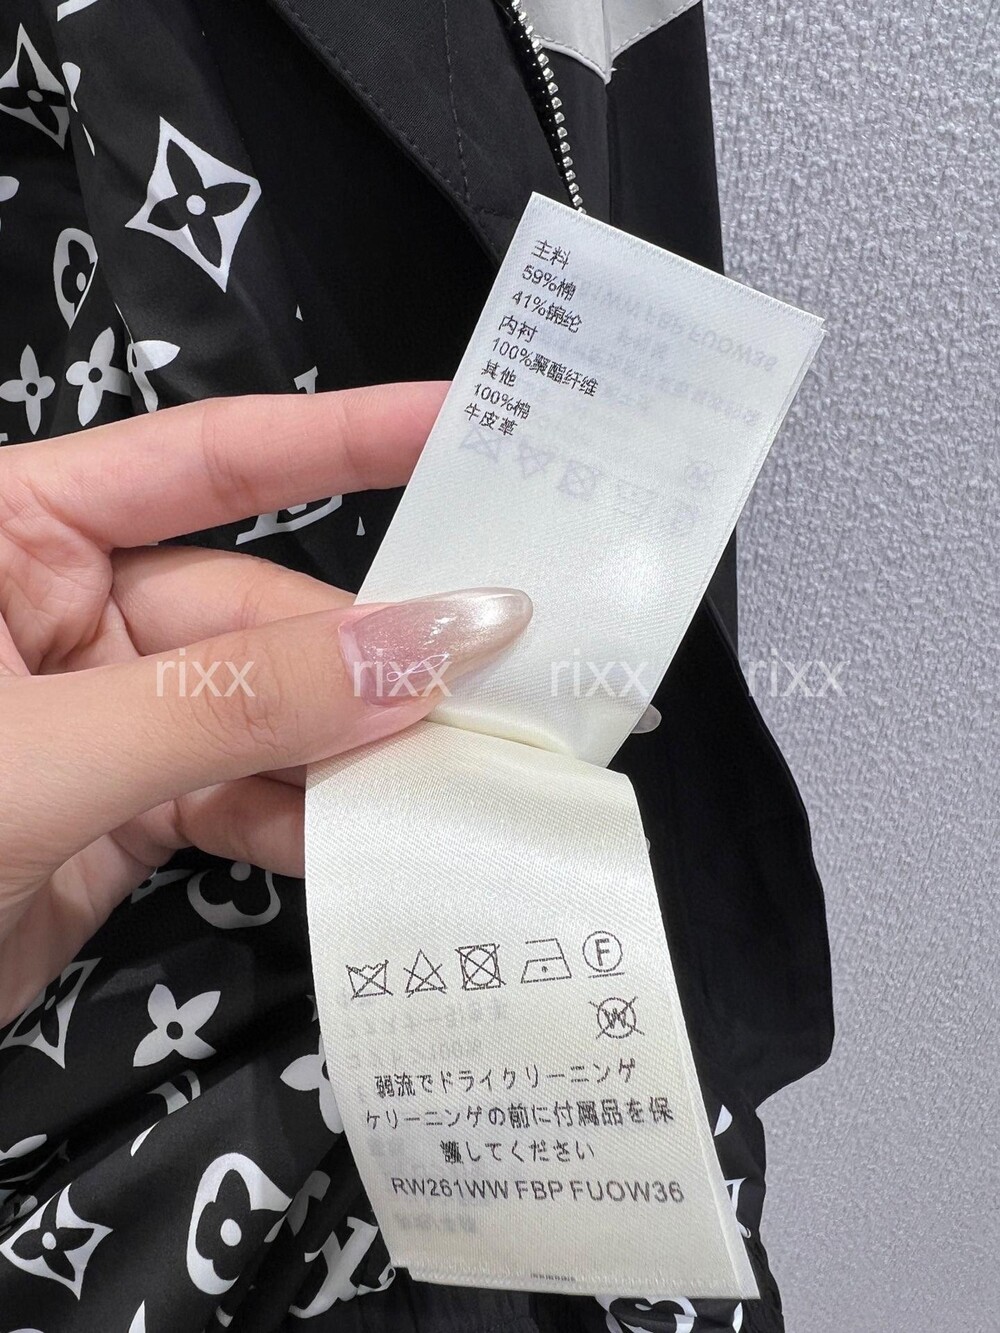 主料
59%棉
41%锦纶
内衬
100%聚酯纤维
其他
100%棉
牛皮革
rixx rixx rixx rixx
F
W
弱流でドライクリーニング
ケリーニンゲの前に付属品を保
護してください
RW261WW FBP FUOW36